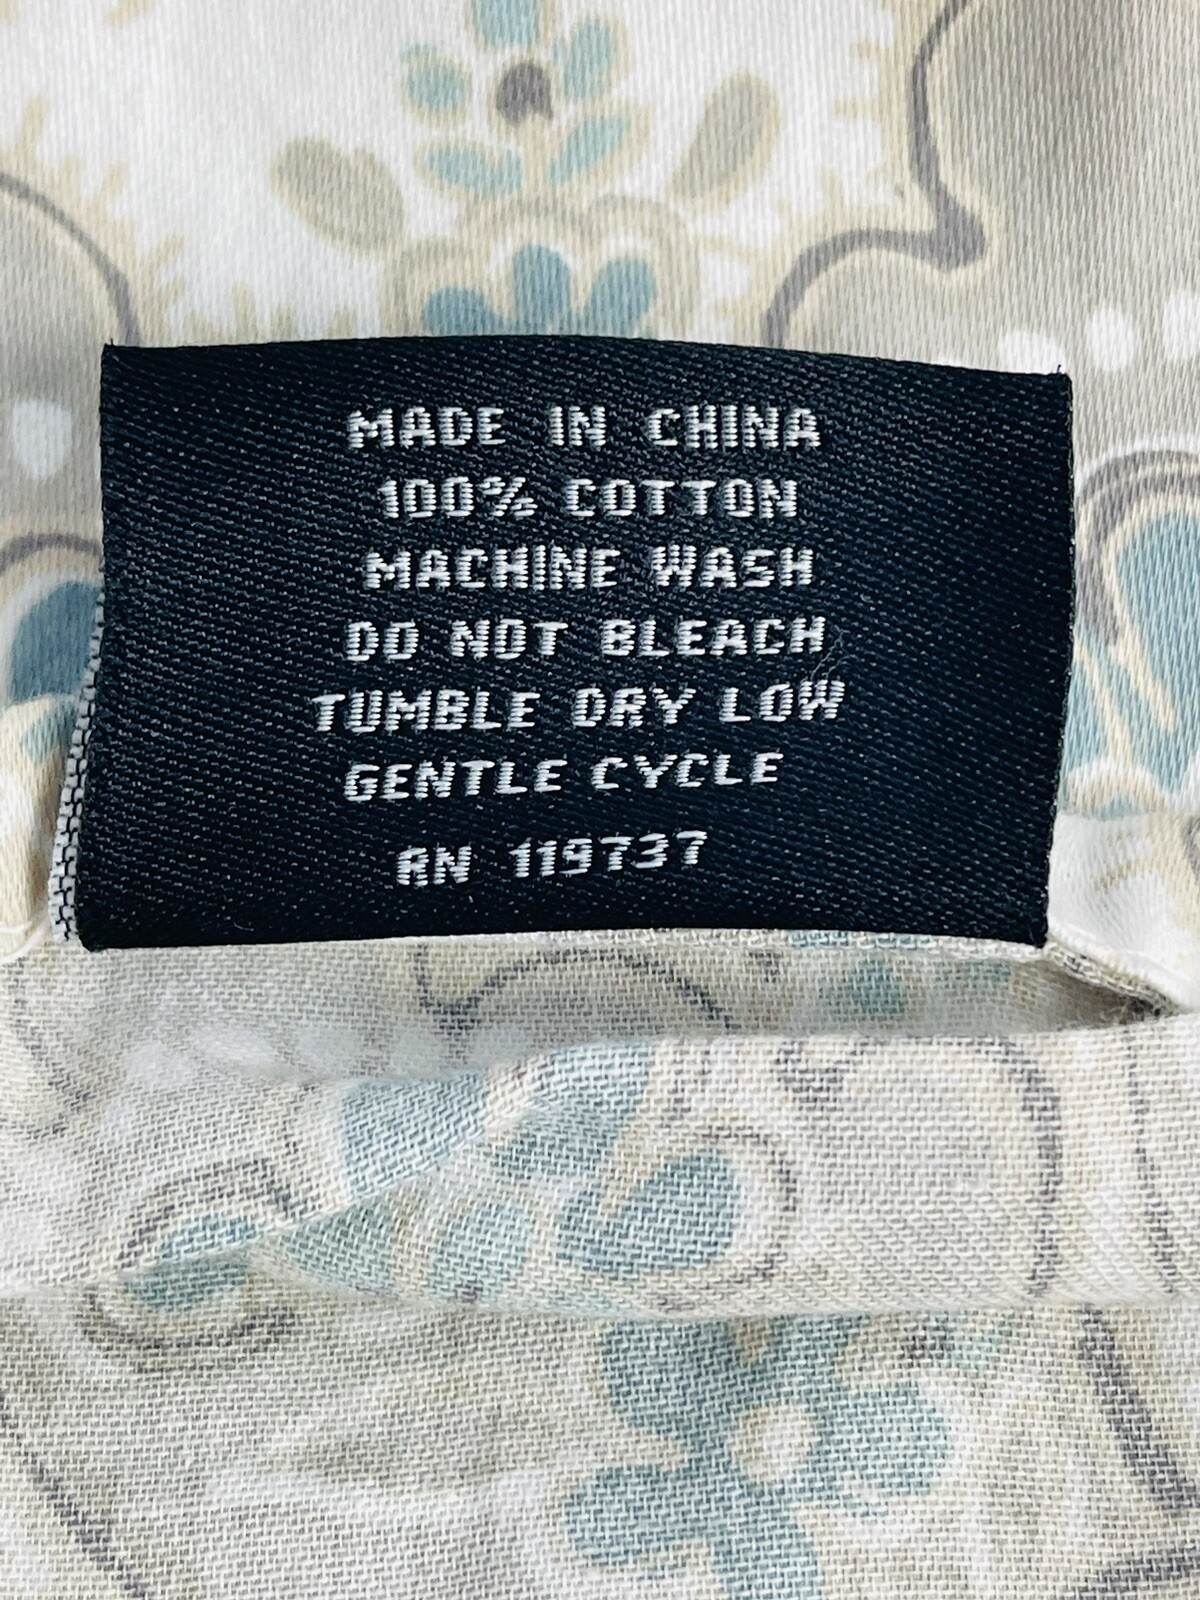 MADE IN CHINA
100% COTTON
MACHINE WASH
DO NOT BLEACH
TUMBLE DRY LOW
GENTLE CYCLE
RN 119737